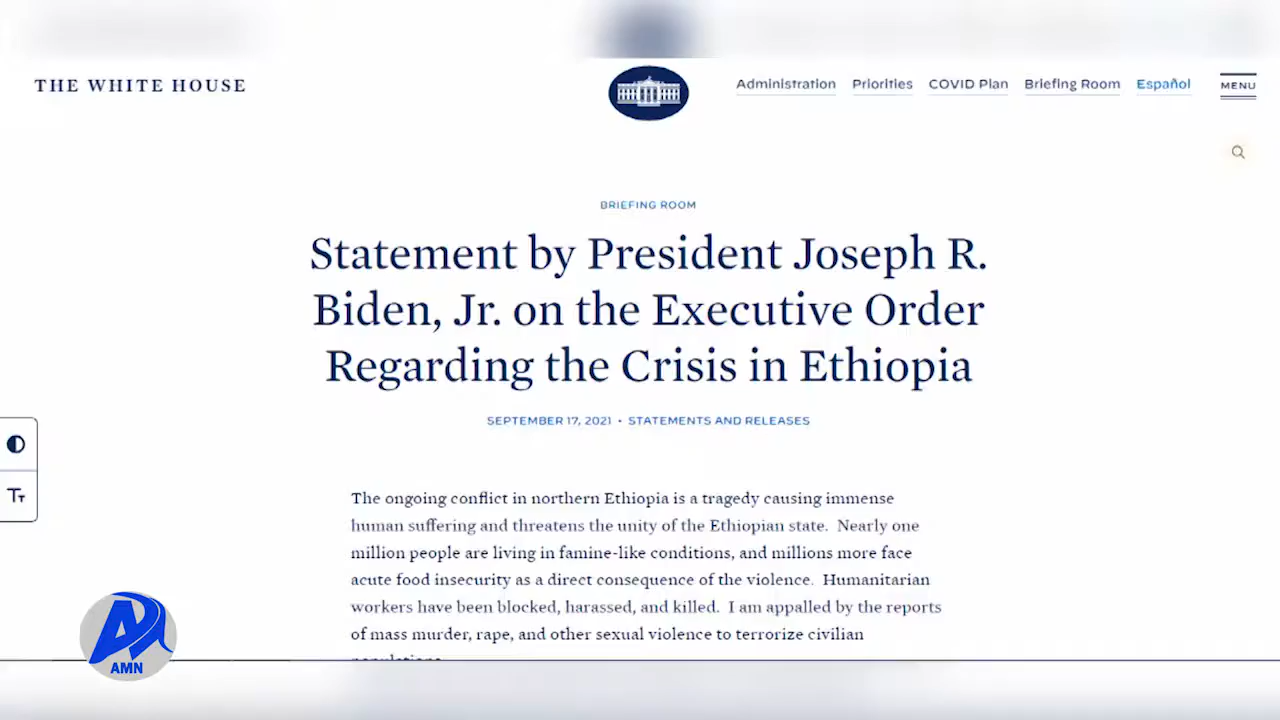 THE WHITE HOUSE
Administration Priorities COVID Plan Briefing Room Español MENU
BRIEFING ROOM
Statement by President Joseph R.
Biden, Jr. on the Executive Order
Regarding the Crisis in Ethiopia
SEPTEMBER 17, 2021 • STATEMENTS AND RELEASES
The ongoing conflict in northern Ethiopia is a tragedy causing immense
human suffering and threatens the unity of the Ethiopian state.  Nearly one
million people are living in famine-like conditions, and millions more face
acute food insecurity as a direct consequence of the violence.  Humanitarian
workers have been blocked, harassed, and killed.  I am appalled by the reports
of mass murder, rape, and other sexual violence to terrorize civilian
Tт
AMN